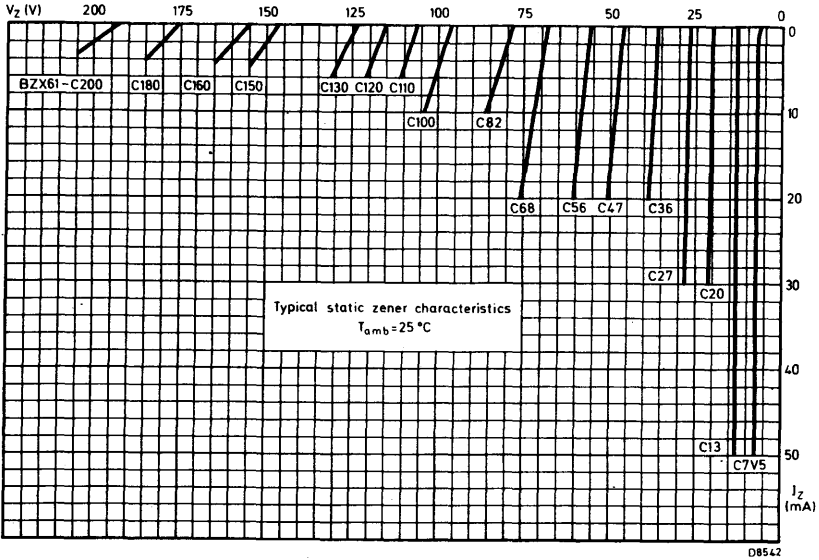 V_Z (V) 200 175 150 125 100 75 50 25 0
0
BZX61-C200 C180 C160 C150 C130 C120 C110
10
C100 C82
20
C68 C56 C47 C36
C27
30
C20
Typical static zener characteristics
T_amb=25 °C
40
C13
50
C7V5
I_Z
(mA)
D8542